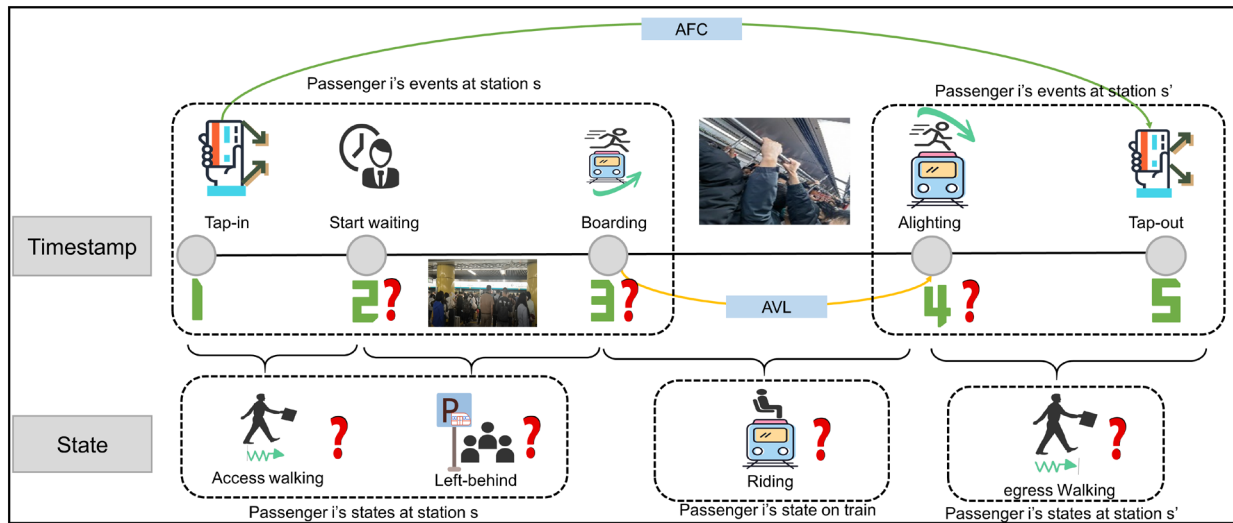 AFC
Passenger i's events at station s
Passenger i's events at station s'
Tap-in
Start waiting
Boarding
Alighting
Tap-out
Timestamp
1
2?
3?
4?
5
AVL
State
P
?
?
?
?
Access walking
Left-behind
Riding
egress Walking
Passenger i's states at station s
Passenger i's state on train
Passenger i's states at station s'